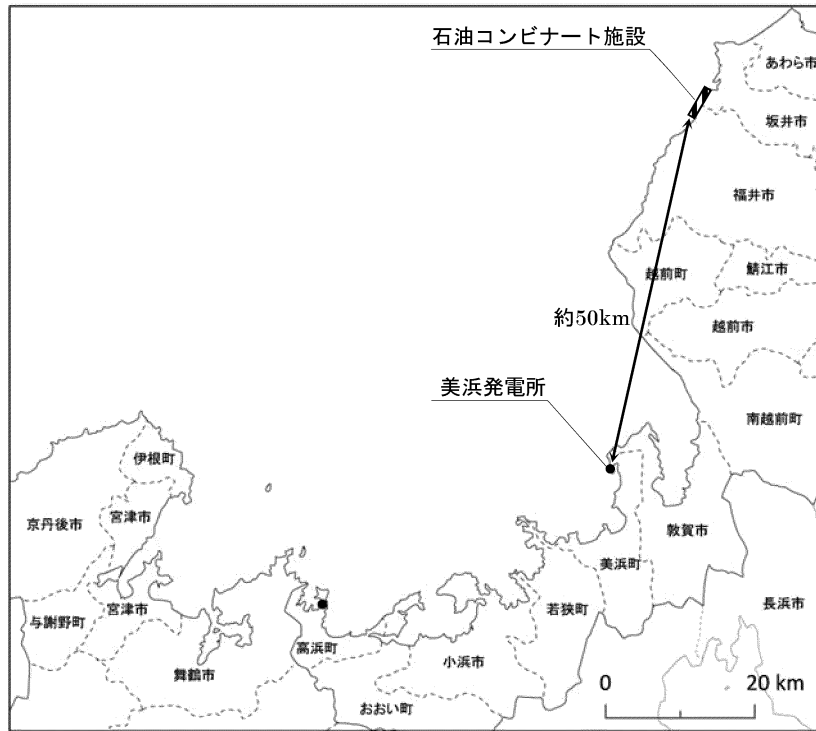 石油コンビナート施設
あわら市
坂井市
福井市
越前町
鯖江市
約50km
越前市
美浜発電所
南越前町
伊根町
京丹後市
宮津市
敦賀市
美浜町
与謝野町
宮津市
若狭町
長浜市
高浜町
小浜市
舞鶴市
おおい町
0 20 km